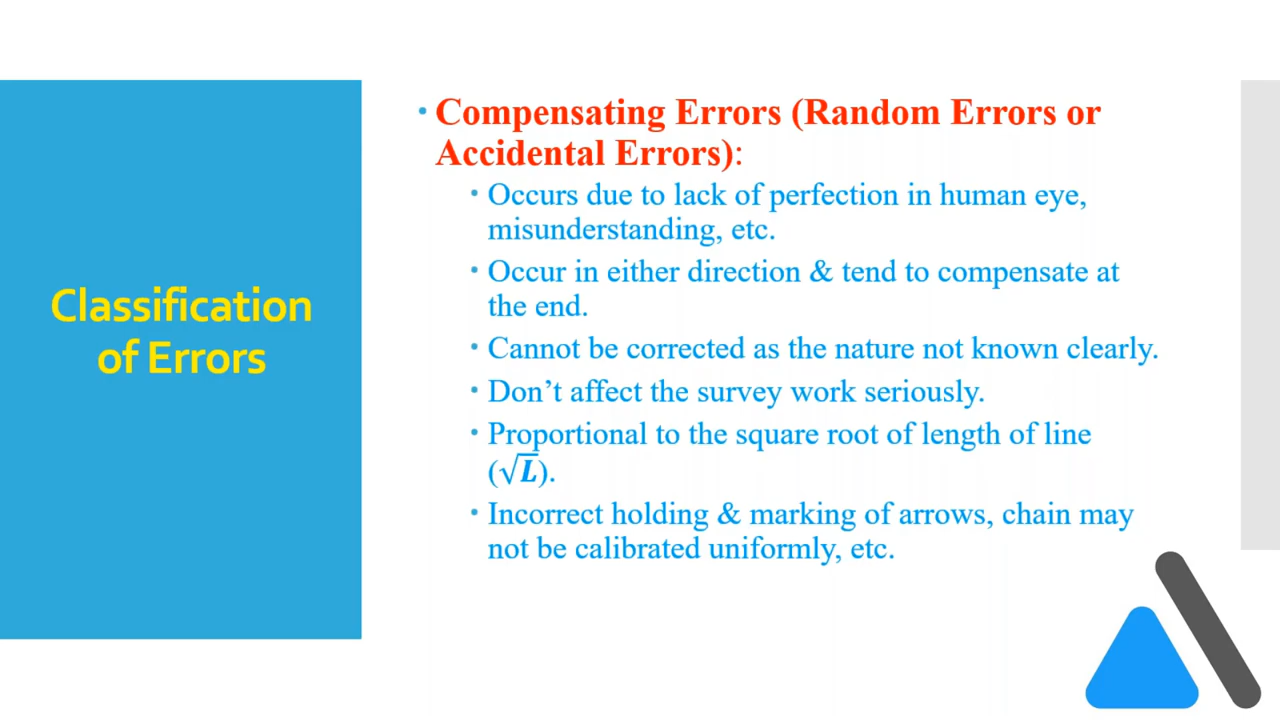 Classification
of Errors
• Compensating Errors (Random Errors or
Accidental Errors):
• Occurs due to lack of perfection in human eye,
misunderstanding, etc.
• Occur in either direction & tend to compensate at
the end.
• Cannot be corrected as the nature not known clearly.
• Don’t affect the survey work seriously.
• Proportional to the square root of length of line
(√L).
• Incorrect holding & marking of arrows, chain may
not be calibrated uniformly, etc.